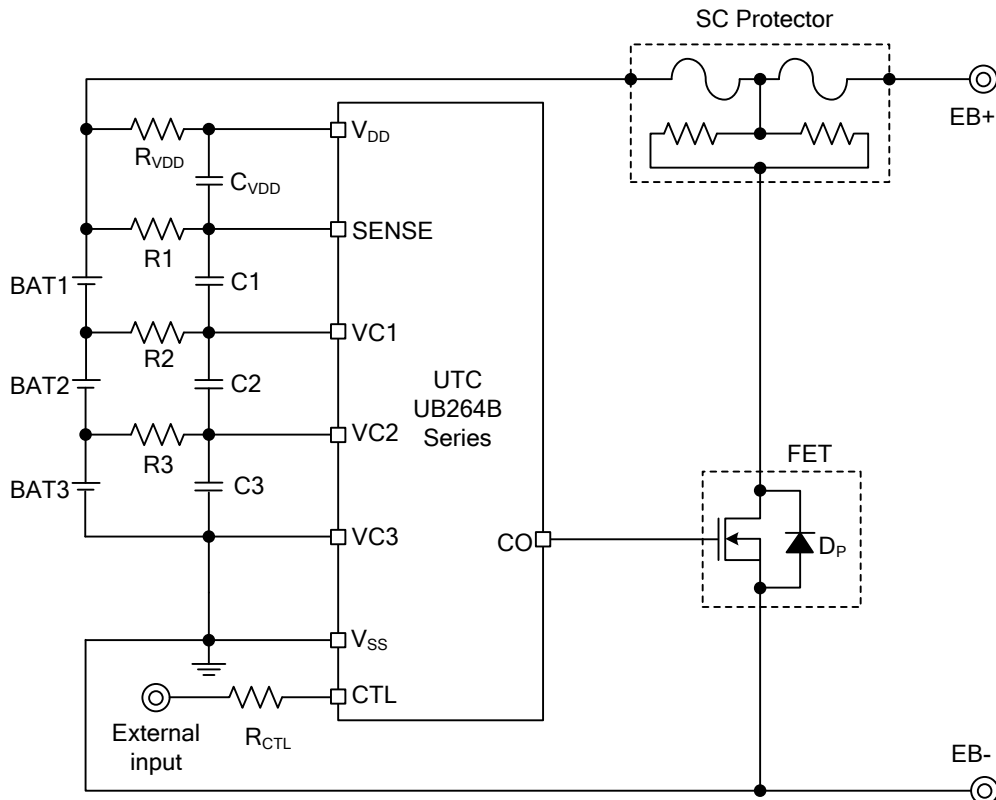 SC Protector
EB+
VDD
RVDD
CVDD
SENSE
R1
BAT1
C1
VC1
R2
BAT2
C2
UTC
UB264B
Series
VC2
R3
BAT3
C3
FET
VC3
CO
DP
VSS
CTL
External
input
RCTL
EB-